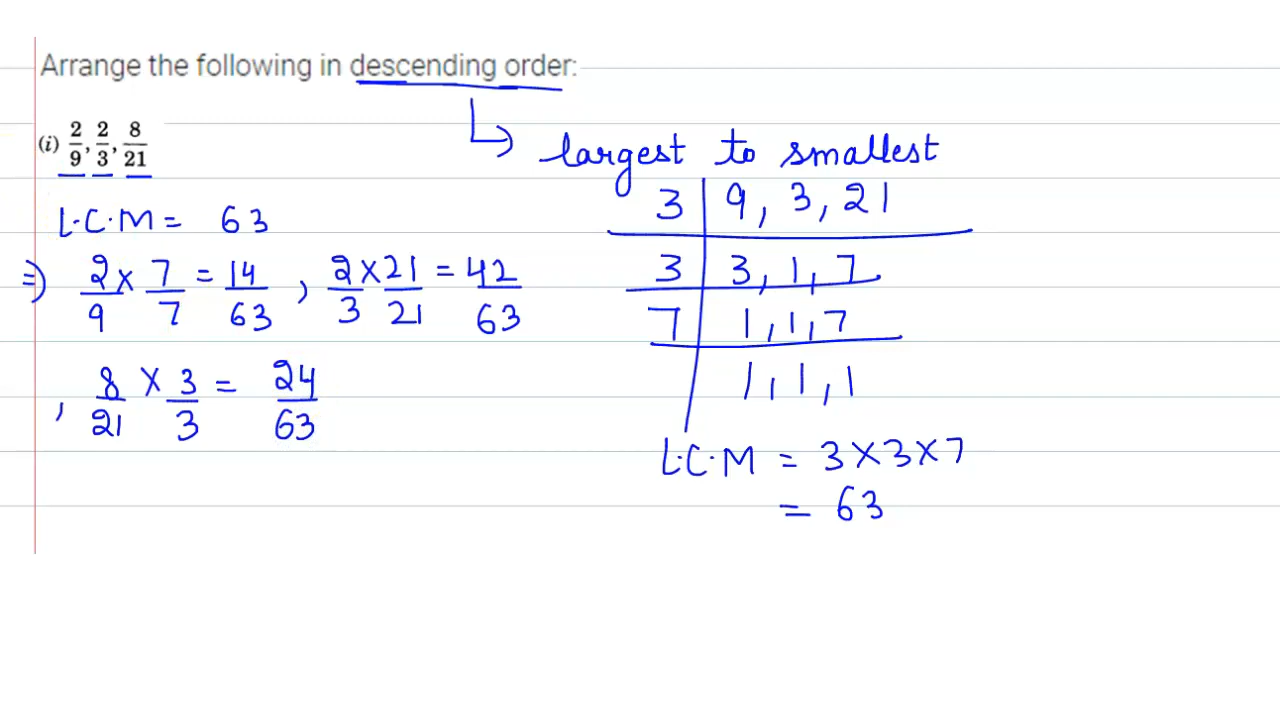 Arrange the following in descending order:
(i) 2/9, 2/3, 8/21
largest to smallest
L.C.M = 63
⇒ 2/9 × 7/7 = 14/63, 2/3 × 21/21 = 42/63
, 8/21 × 3/3 = 24/63
3 | 9, 3, 21
3 | 3, 1, 7
7 | 1, 1, 7
1, 1, 1
L.C.M = 3×3×7
= 63